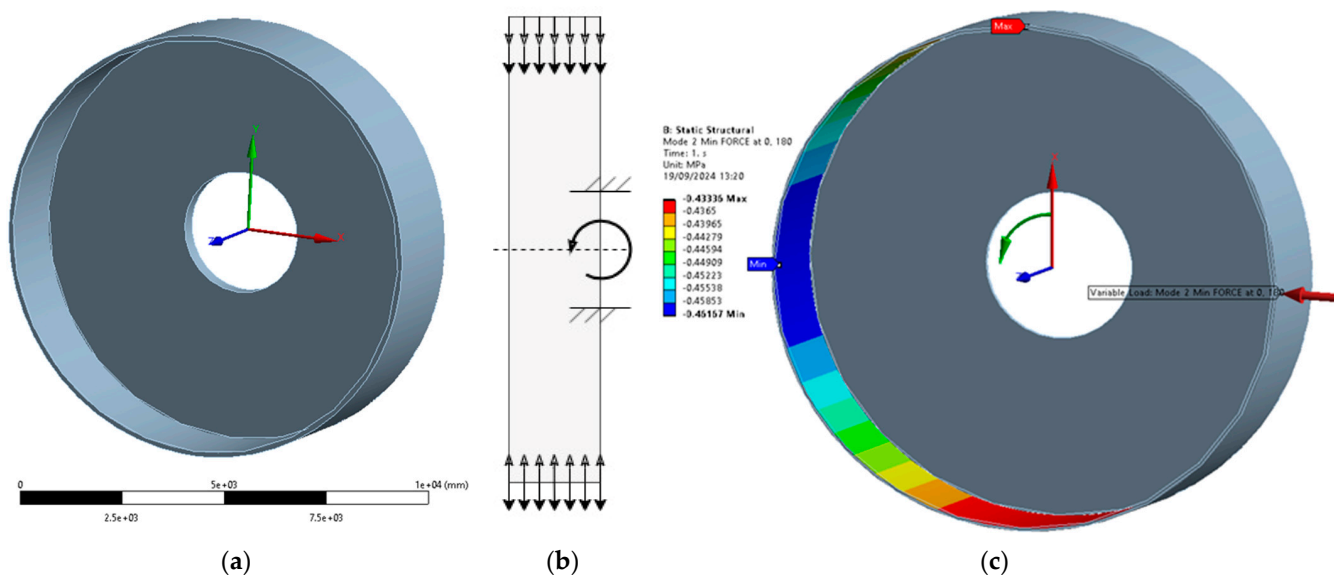 Y
X
Z
0
5e+03
1e+04 (mm)
2.5e+03
7.5e+03
B: Static Structural
Mode 2 Min FORCE at 0, 180
Time: 1, s
Unit: MPa
19/09/2024 13:20
-0.43336 Max
-0.4365
-0.43965
-0.44279
-0.44594
-0.44909
-0.45223
-0.45538
-0.45853
-0.46167 Min
Max
Min
X
Z
Variable Load: Mode 2 Min FORCE at 0, 180
(a)
(b)
(c)